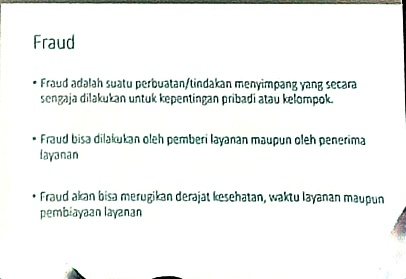 Fraud
• Fraud adalah suatu perbuatan/tindakan menyimpang yang secara
sengaja dilakukan untuk kepentingan pribadi atau kelompok.
• Fraud bisa dilakukan oleh pemberi layanan maupun oleh penerima
layanan
• Fraud akan bisa merugikan derajat kesehatan, waktu layanan maupun
pembiayaan layanan